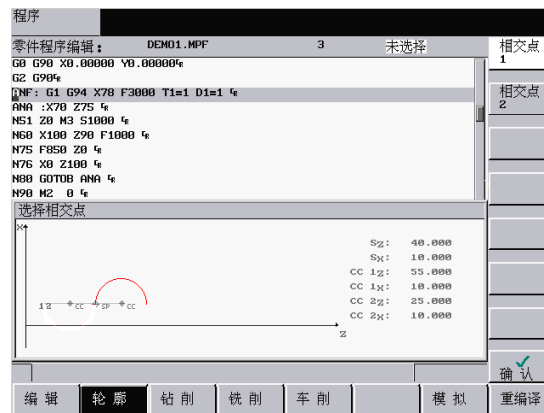 程序
零件程序编辑： DEMO1.MPF 3 未选择
相交点
1
G0 G90 X0.00000 Y0.00000
G2 G90
ANF: G1 G94 X78 F3000 T1=1 D1=1
ANA :X70 Z75
N51 Z0 M3 S1000
N60 X100 Z90 F1000
N75 F850 Z0
N76 X0 Z100
N80 GOTOB ANA
N90 M2 0
相交点
2
选择相交点
X
SZ: 40.000
SX: 10.000
CC 1Z: 55.000
CC 1X: 10.000
CC 2Z: 25.000
CC 2X: 10.000
CC SP CC
Z
确认
编辑 轮廓 钻削 铣削 车削 模拟 重编译